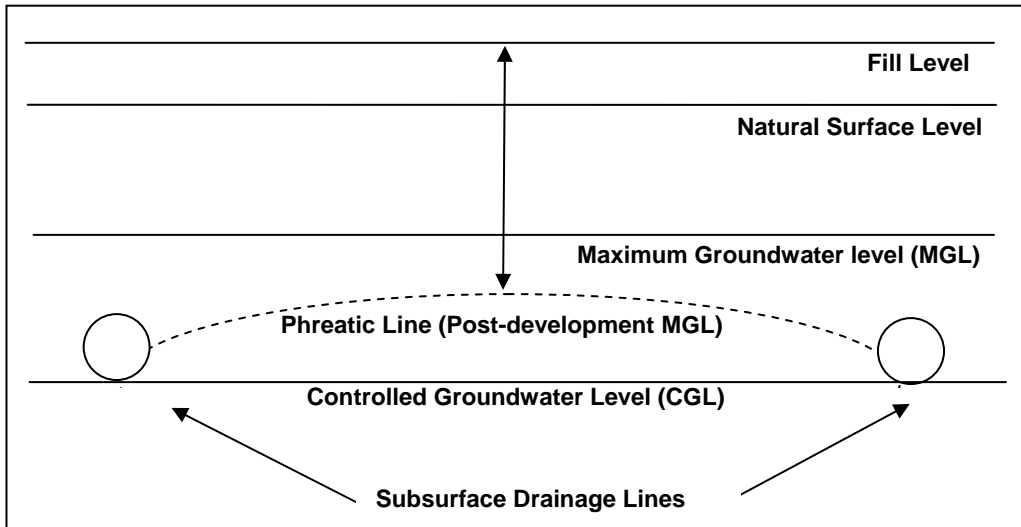 Fill Level
Natural Surface Level
Maximum Groundwater level (MGL)
Phreatic Line (Post-development MGL)
Controlled Groundwater Level (CGL)
Subsurface Drainage Lines